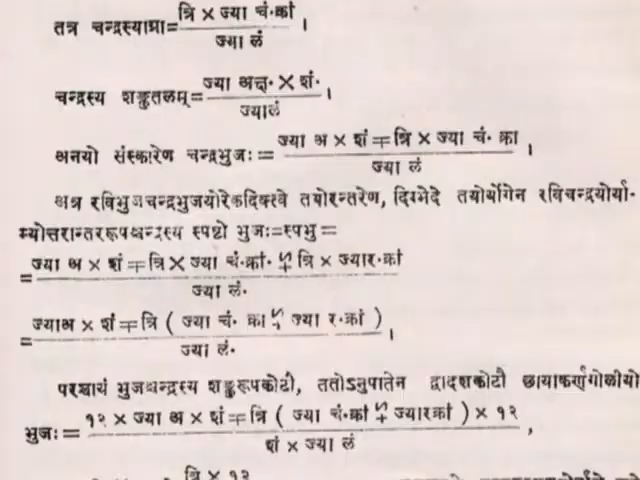 तत्र चन्द्रस्याग्रा = त्रि × ज्या चं·क्रां / ज्या लं ।
चन्द्रस्य शङ्कुतलम् = ज्या अक्ष· × शं· / ज्यालं ।
अनयो संस्कारेण चन्द्रभुजः = ज्या अ × शं ∓ त्रि × ज्या चं· क्रा / ज्या लं ।
अत्र रविभुजचन्द्रभुजयोरेकदिक्त्वे तयोरन्तरेण, दिग्भेदे तयोर्योगेन रविचन्द्रयोर्या-
म्योत्तरान्तररूपश्चन्द्रस्य स्पष्टो भुजः=स्पभु =
= ज्या अ × शं ∓ त्रि × ज्या चं·क्रां· ∽+ त्रि × ज्यार·क्रां / ज्या लं·
= ज्याअ × शं ∓ त्रि ( ज्या चं· क्रा ∽+ ज्या र·क्रां ) / ज्या लं· ।
परञ्चायं भुजश्चन्द्रस्य शङ्कुरूपकोटौ, ततोऽनुपातेन द्वादशकोटौ छायाकर्णगोलीयो
भुजः = १२ × ज्या अ × शं ∓ त्रि ( ज्या चं·क्रां ∽+ ज्यारक्रां ) × १२ / शं × ज्या लं ,
त्रि × १२